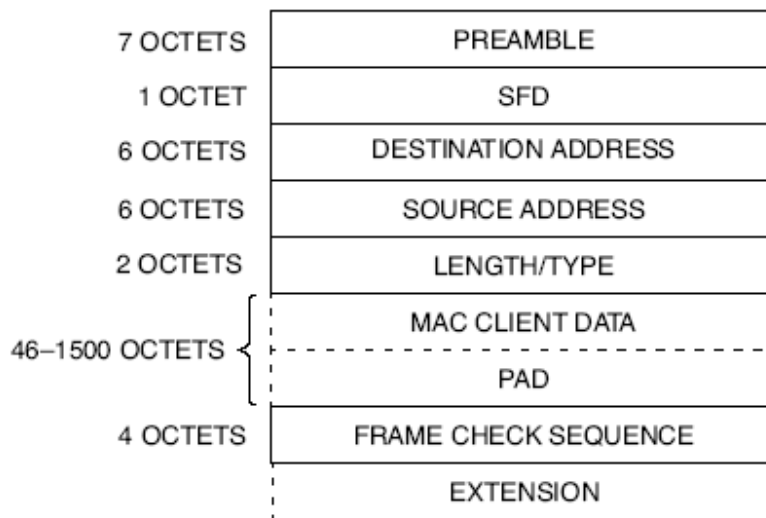 7 OCTETS PREAMBLE
1 OCTET SFD
6 OCTETS DESTINATION ADDRESS
6 OCTETS SOURCE ADDRESS
2 OCTETS LENGTH/TYPE
MAC CLIENT DATA
46–1500 OCTETS
PAD
4 OCTETS FRAME CHECK SEQUENCE
EXTENSION